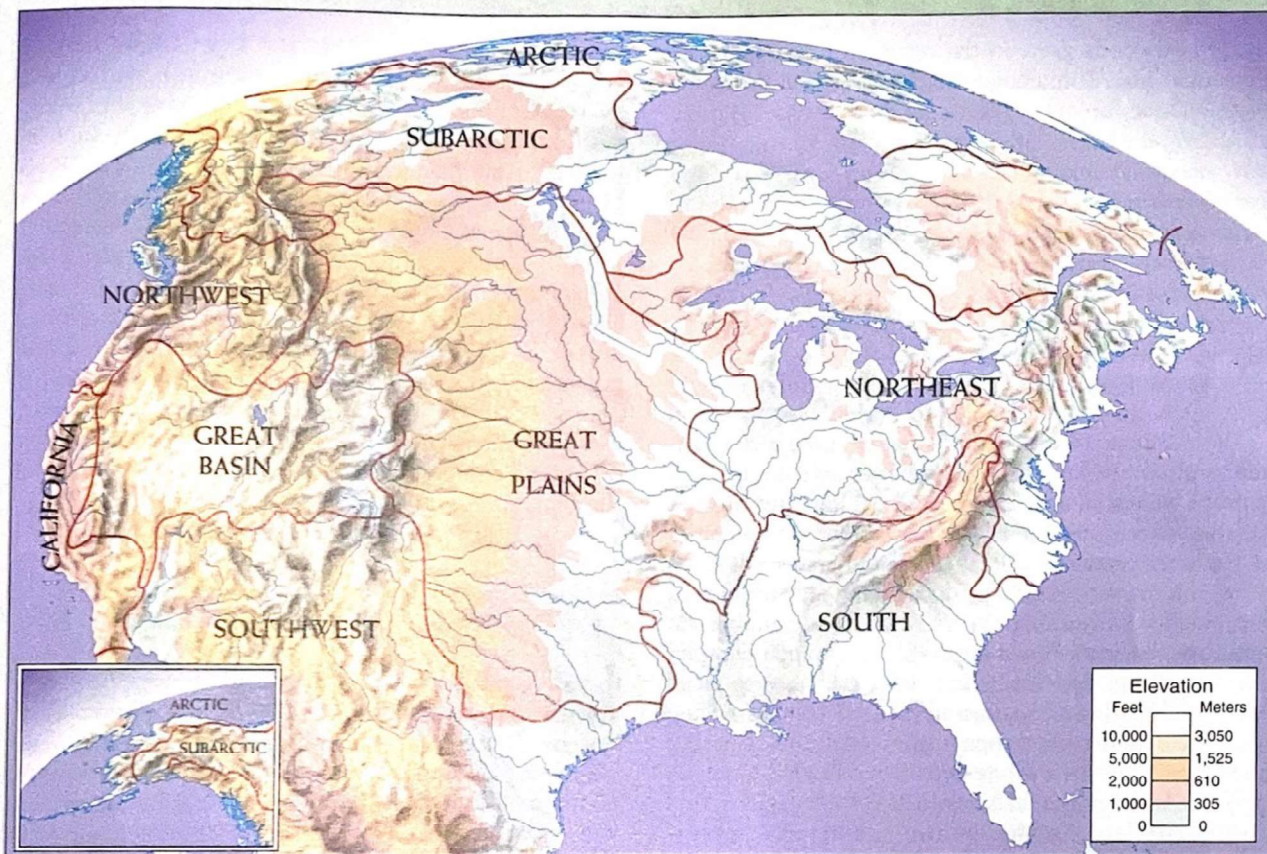 ARCTIC
SUBARCTIC
NORTHWEST
NORTHEAST
GREAT
BASIN
GREAT
PLAINS
CALIFORNIA
SOUTHWEST
SOUTH
ARCTIC
SUBARCTIC
Elevation
Feet Meters
10,000 3,050
5,000 1,525
2,000 610
1,000 305
0 0